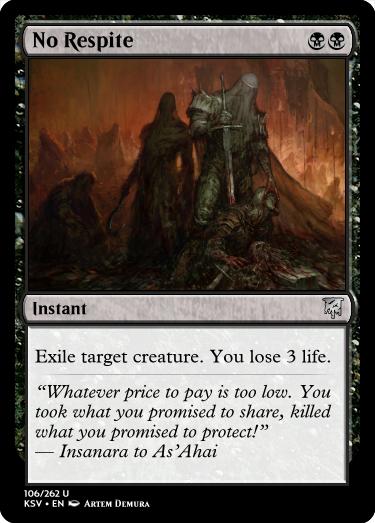 No Respite
Instant
Exile target creature. You lose 3 life.
“Whatever price to pay is too low. You
took what you promised to share, killed
what you promised to protect!”
— Insanara to As'Ahai
106/262 U
KSV • EN Artem Demura